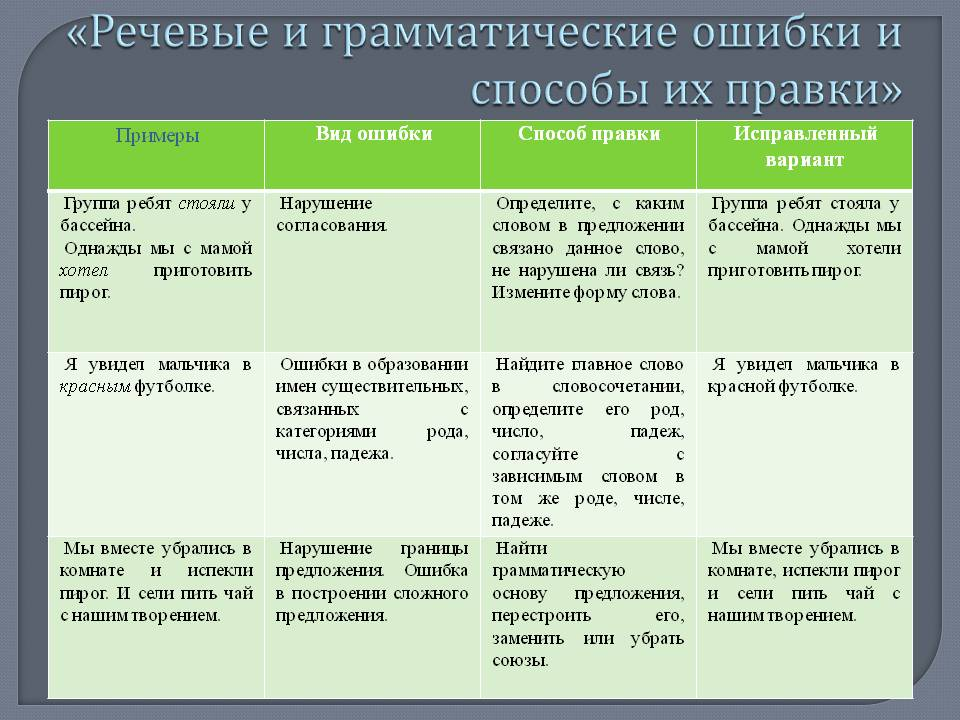 «Речевые и грамматические ошибки и
способы их правки»
Примеры
Вид ошибки
Способ правки
Исправленный
вариант
Группа ребят стояли у
бассейна.
Однажды мы с мамой
хотел приготовить
пирог.
Нарушение
согласования.
Определите, с каким
словом в предложении
связано данное слово,
не нарушена ли связь?
Измените форму слова.
Группа ребят стояла у
бассейна. Однажды мы
с мамой хотели
приготовить пирог.
Я увидел мальчика в
красным футболке.
Ошибки в образовании
имен существительных,
связанных с
категориями рода,
числа, падежа.
Найдите главное слово
в словосочетании,
определите его род,
число, падеж,
согласуйте с
зависимым словом в
том же роде, числе,
падеже.
Я увидел мальчика в
красной футболке.
Мы вместе убрались в
комнате и испекли
пирог. И сели пить чай
с нашим творением.
Нарушение границы
предложения. Ошибка
в построении сложного
предложения.
Найти
грамматическую
основу предложения,
перестроить его,
заменить или убрать
союзы.
Мы вместе убрались в
комнате, испекли пирог
и сели пить чай с
нашим творением.